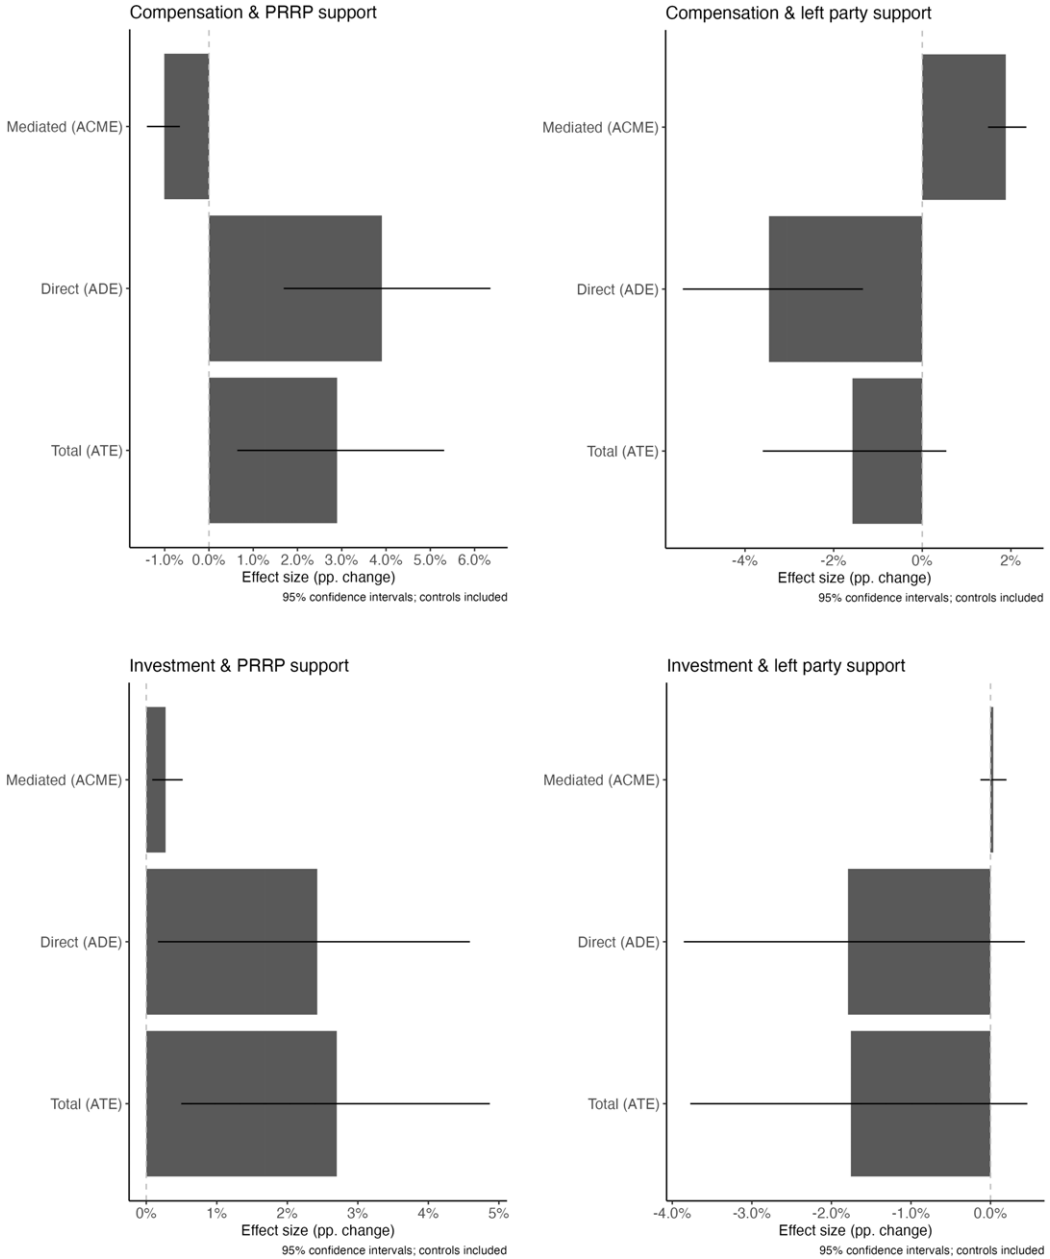 Compensation & PRRP support
Mediated (ACME)
Direct (ADE)
Total (ATE)
-1.0% 0.0% 1.0% 2.0% 3.0% 4.0% 5.0% 6.0%
Effect size (pp. change)
95% confidence intervals; controls included
Compensation & left party support
Mediated (ACME)
Direct (ADE)
Total (ATE)
-4% -2% 0% 2%
Effect size (pp. change)
95% confidence intervals; controls included
Investment & PRRP support
Mediated (ACME)
Direct (ADE)
Total (ATE)
0% 1% 2% 3% 4% 5%
Effect size (pp. change)
95% confidence intervals; controls included
Investment & left party support
Mediated (ACME)
Direct (ADE)
Total (ATE)
-4.0% -3.0% -2.0% -1.0% 0.0%
Effect size (pp. change)
95% confidence intervals; controls included